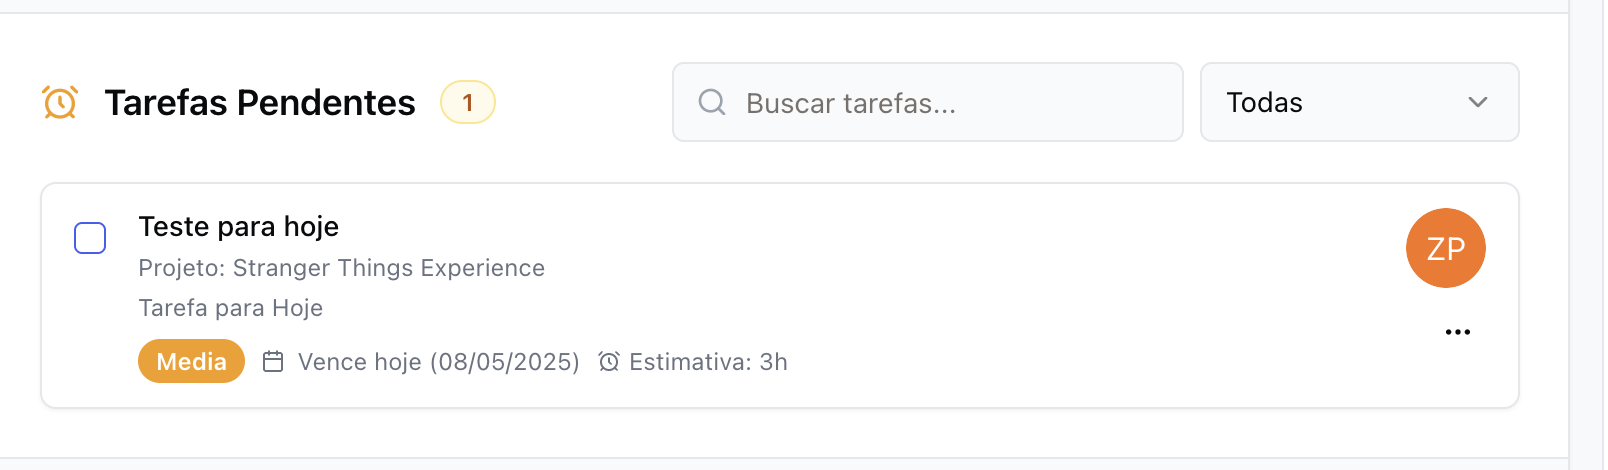 Tarefas Pendentes 1 Buscar tarefas... Todas
Teste para hoje
ZP
Projeto: Stranger Things Experience
Tarefa para Hoje
Media Vence hoje (08/05/2025) Estimativa: 3h